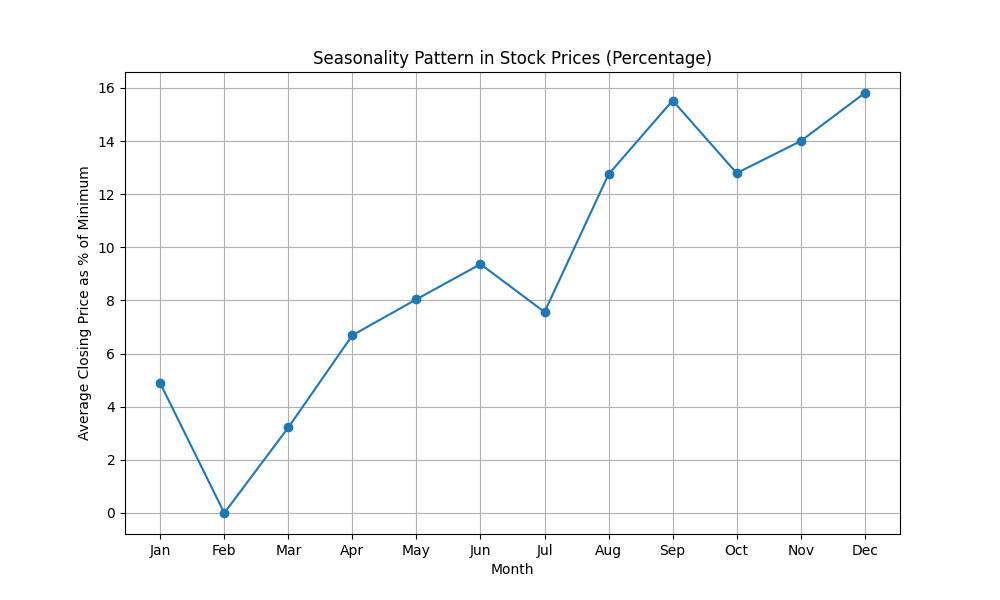 Seasonality Pattern in Stock Prices (Percentage)
Average Closing Price as % of Minimum
16
14
12
10
8
6
4
2
0
Jan Feb Mar Apr May Jun Jul Aug Sep Oct Nov Dec
Month